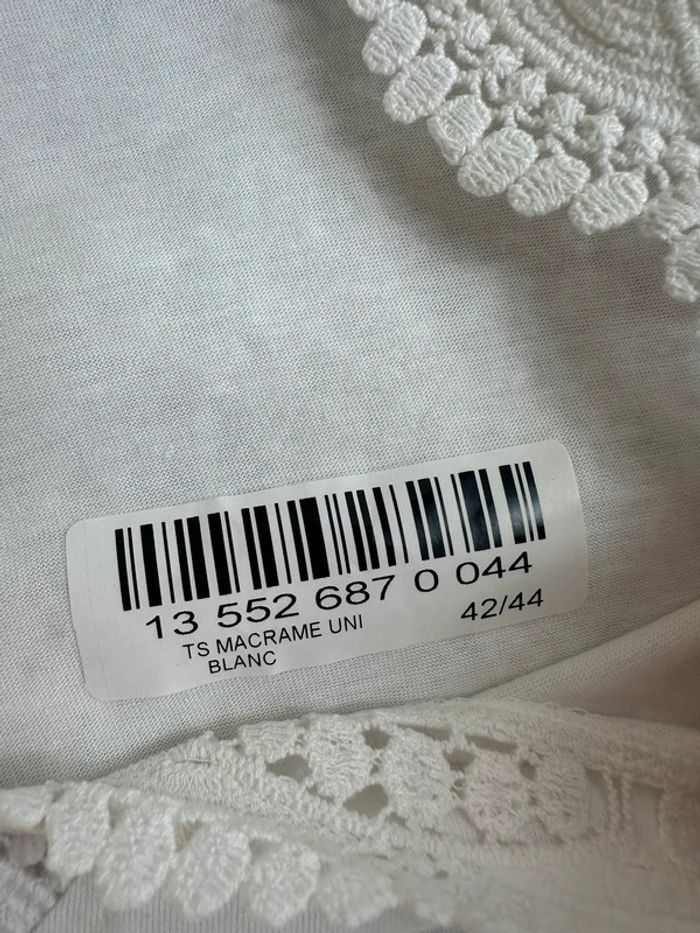 13 552 687 0 044
TS MACRAME UNI 42/44
BLANC